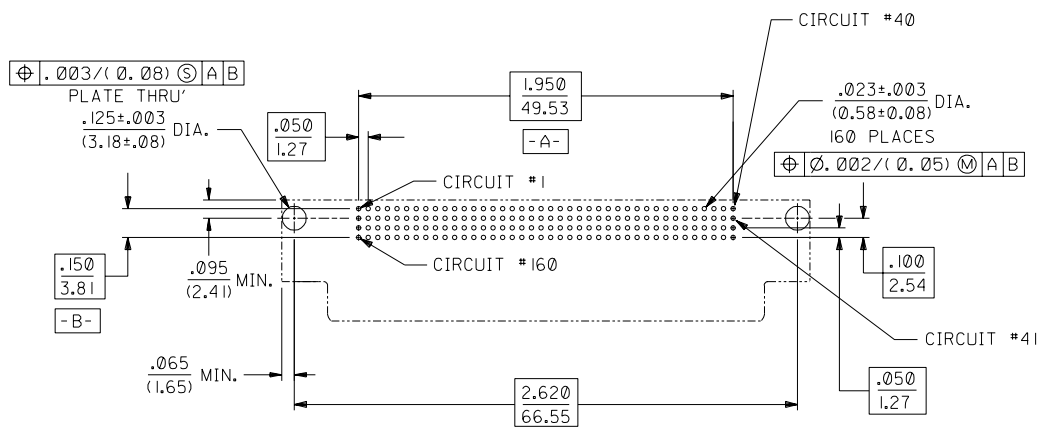 CIRCUIT #40
⌖ .003/(0.08) Ⓢ A B
PLATE THRU'
.125±.003
(3.18±.08)
DIA.
.050
1.27
1.950
49.53
-A-
.023±.003
(0.58±0.08)
DIA.
160 PLACES
⌖ Ø.002/(0.05) Ⓜ A B
CIRCUIT #1
.150
3.81
-B-
.095
(2.41)
MIN.
CIRCUIT #160
.100
2.54
CIRCUIT #41
.065
(1.65)
MIN.
2.620
66.55
.050
1.27